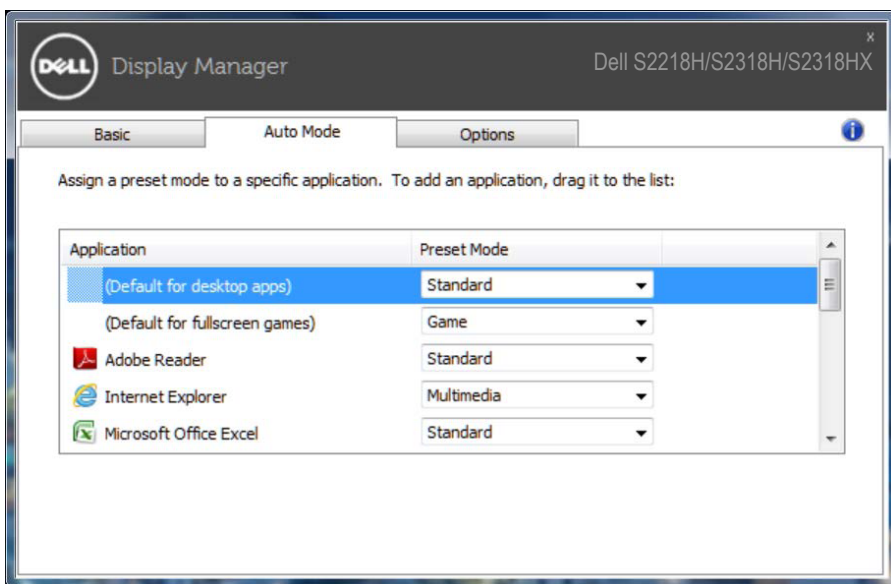 DELL Display Manager Dell S2218H/S2318H/S2318HX
Basic Auto Mode Options
Assign a preset mode to a specific application. To add an application, drag it to the list:
Application Preset Mode
(Default for desktop apps) Standard
(Default for fullscreen games) Game
Adobe Reader Standard
Internet Explorer Multimedia
Microsoft Office Excel Standard